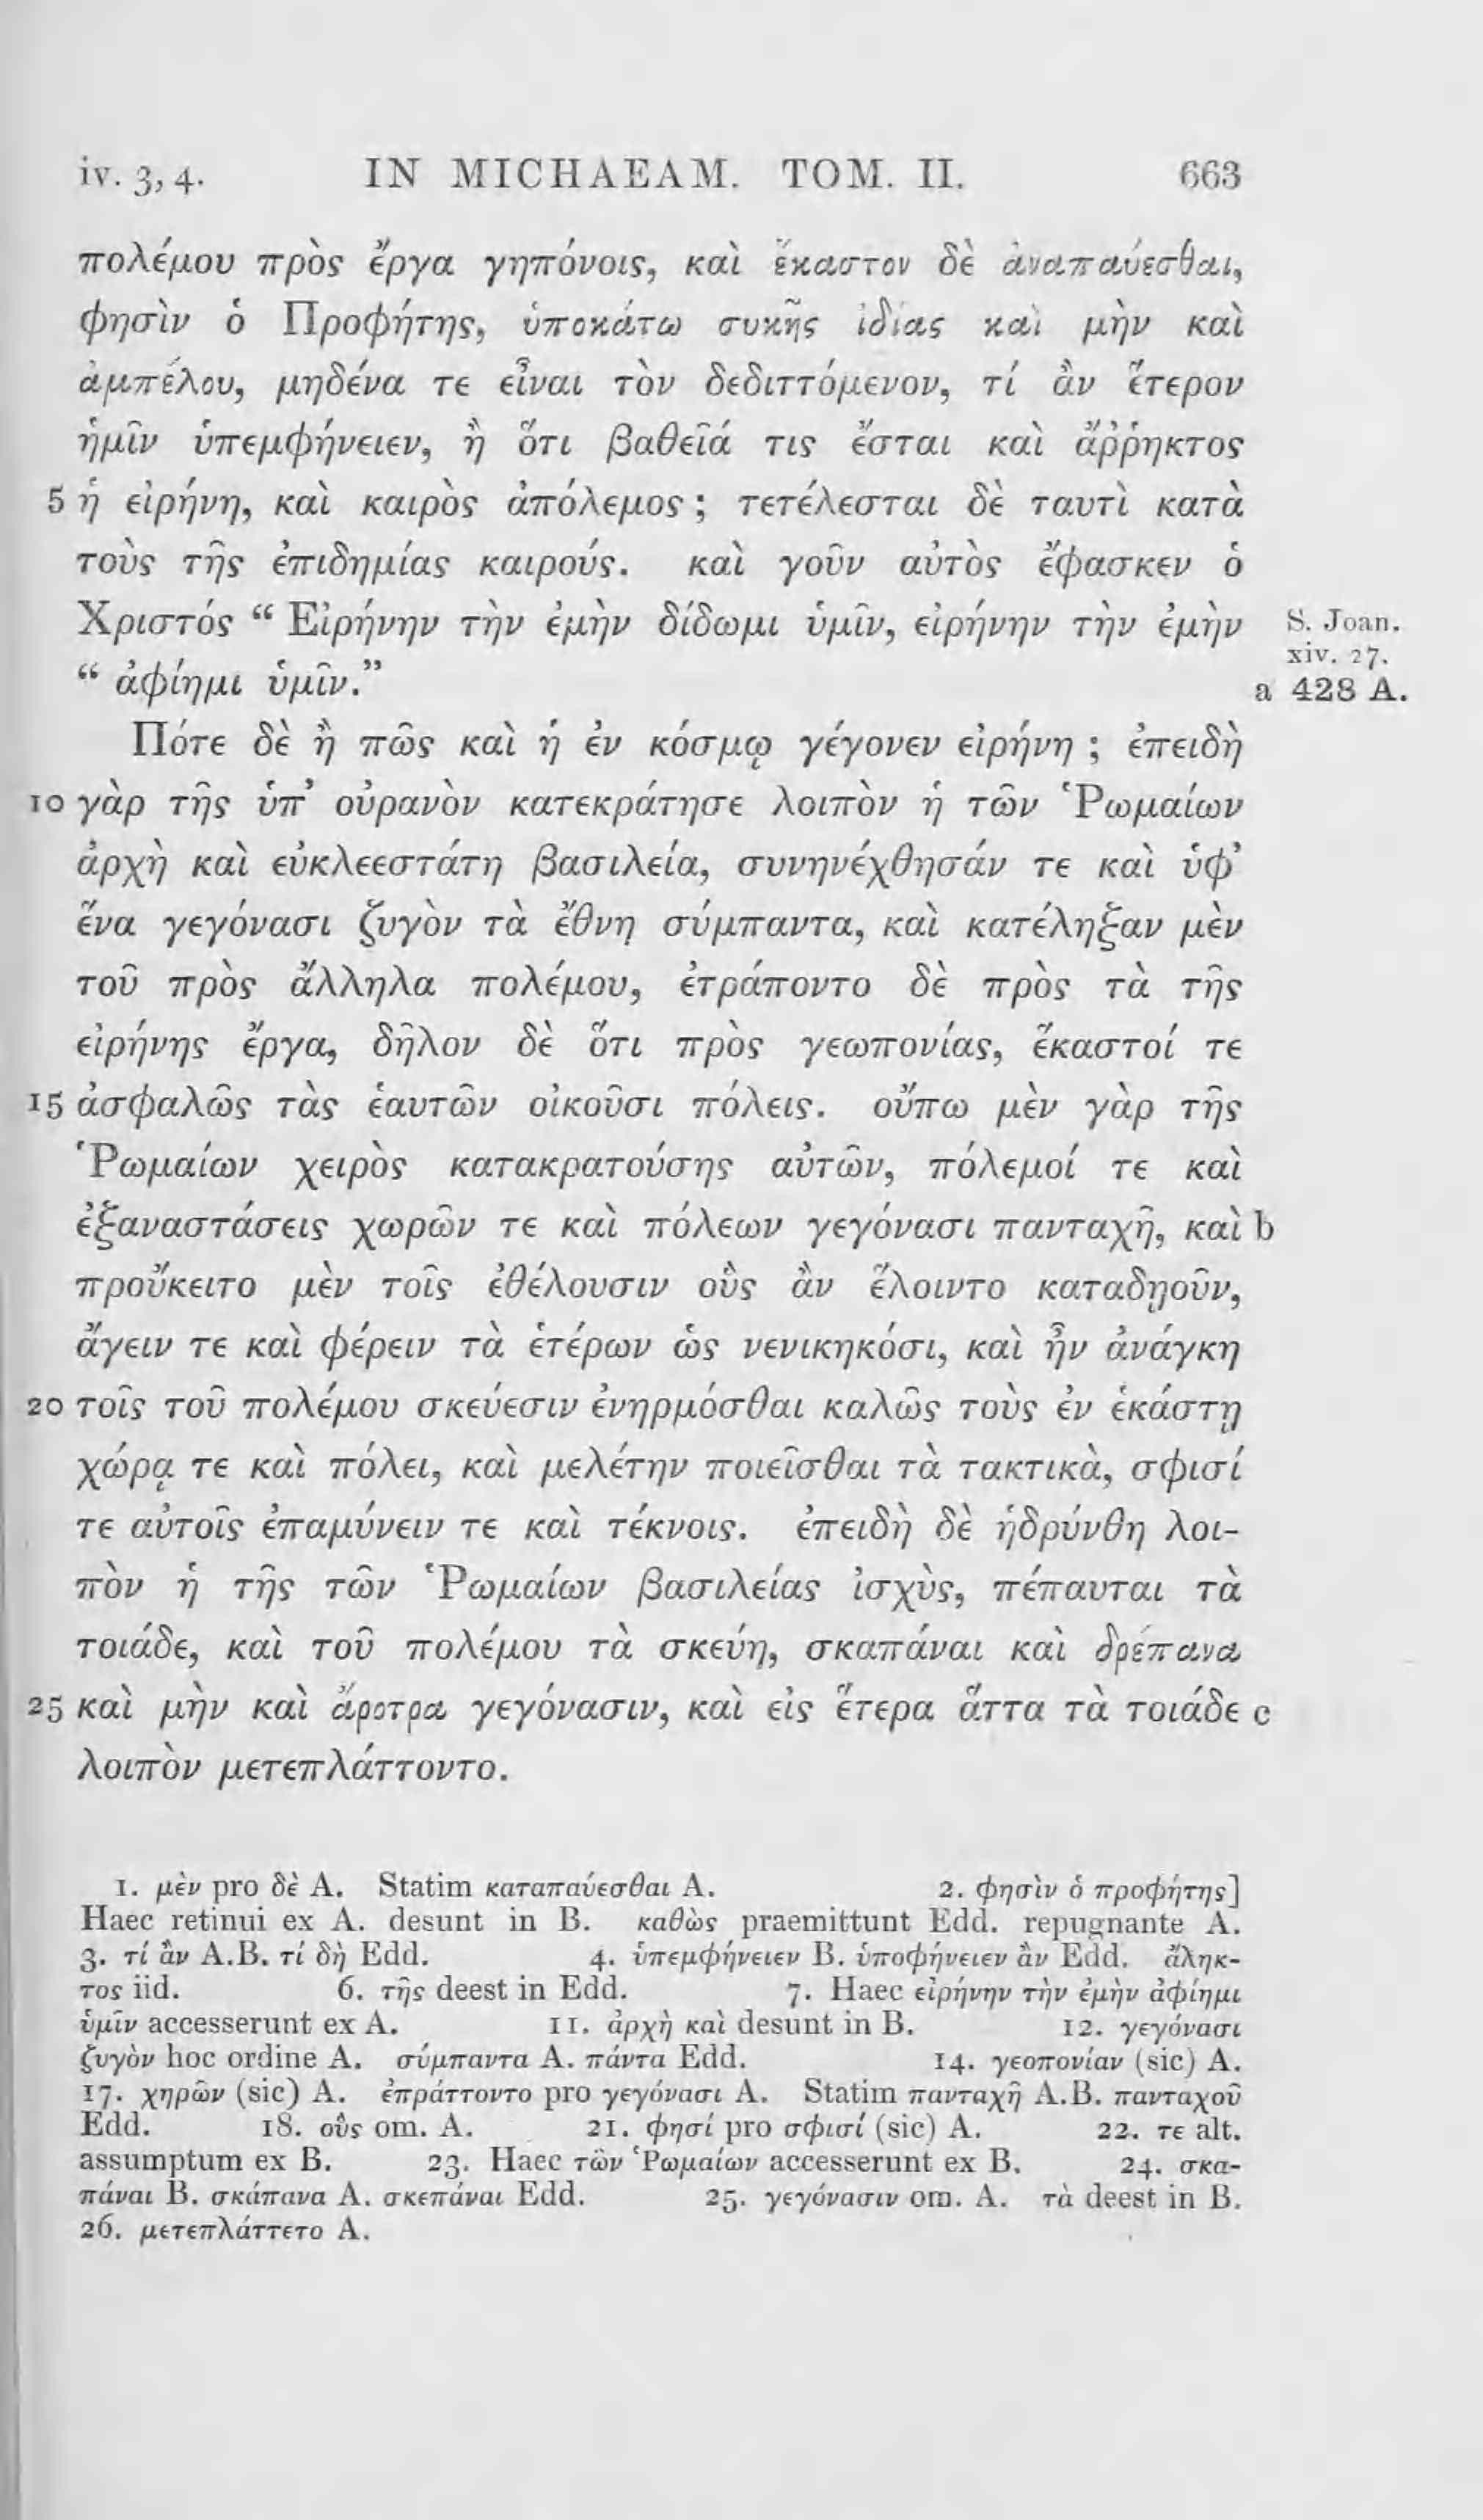 iv. 3, 4. IN MICHAEAM. TOM. II. 663
πολέμου πρὸς ἔργα γηπόνοις, καὶ ἕκαστον δὲ ἀναπαύεσθαι,
φησὶν ὁ Προφήτης, ὑποκάτω συκῆς ἰδίας καὶ μὴν καὶ
ἀμπέλου, μηδένα τε εἶναι τὸν δεδιττόμενον, τί ἂν ἕτερον
ἡμῖν ὑπεμφήνειεν, ἢ ὅτι βαθεῖά τις ἔσται καὶ ἄῤῥηκτος
5 ἡ εἰρήνη, καὶ καιρὸς ἀπόλεμος ; τετέλεσται δὲ ταυτὶ κατὰ
τοὺς τῆς ἐπιδημίας καιρούς. καὶ γοῦν αὐτὸς ἔφασκεν ὁ
Χριστός “ Εἰρήνην τὴν ἐμὴν δίδωμι ὑμῖν, εἰρήνην τὴν ἐμὴν S. Joan.
xiv. 27.
“ ἀφίημι ὑμῖν.” a 428 A.
Πότε δὲ ἢ πῶς καὶ ἡ ἐν κόσμῳ γέγονεν εἰρήνη ; ἐπειδὴ
10 γὰρ τῆς ὑπ’ οὐρανὸν κατεκράτησε λοιπὸν ἡ τῶν Ῥωμαίων
ἀρχὴ καὶ εὐκλεεστάτη βασιλεία, συνηνέχθησάν τε καὶ ὑφ’
ἕνα γεγόνασι ζυγὸν τὰ ἔθνη σύμπαντα, καὶ κατέληξαν μὲν
τοῦ πρὸς ἄλληλα πολέμου, ἐτράποντο δὲ πρὸς τὰ τῆς
εἰρήνης ἔργα, δῆλον δὲ ὅτι πρὸς γεωπονίας, ἕκαστοί τε
15 ἀσφαλῶς τὰς ἑαυτῶν οἰκοῦσι πόλεις. οὔπω μὲν γὰρ τῆς
Ῥωμαίων χειρὸς κατακρατούσης αὐτῶν, πόλεμοί τε καὶ
ἐξαναστάσεις χωρῶν τε καὶ πόλεων γεγόνασι πανταχῆ, καὶ b
προὔκειτο μὲν τοῖς ἐθέλουσιν οὓς ἂν ἕλοιντο καταδῃοῦν,
ἄγειν τε καὶ φέρειν τὰ ἑτέρων ὡς νενικηκόσι, καὶ ἦν ἀνάγκη
20 τοῖς τοῦ πολέμου σκεύεσιν ἐνηρμόσθαι καλῶς τοὺς ἐν ἑκάστῃ
χώρᾳ τε καὶ πόλει, καὶ μελέτην ποιεῖσθαι τὰ τακτικὰ, σφισί
τε αὐτοῖς ἐπαμύνειν τε καὶ τέκνοις. ἐπειδὴ δὲ ἡδρύνθη λοι-
πὸν ἡ τῆς τῶν Ῥωμαίων βασιλείας ἰσχὺς, πέπαυται τὰ
τοιάδε, καὶ τοῦ πολέμου τὰ σκεύη, σκαπάναι καὶ δρέπανα
25 καὶ μὴν καὶ ἄροτρα γεγόνασιν, καὶ εἰς ἕτερα ἄττα τὰ τοιάδε c
λοιπὸν μετεπλάττοντο.
1. μὲν pro δὲ A. Statim καταπαύεσθαι A. 2. φησὶν ὁ προφήτης]
Haec retinui ex A. desunt in B. καθὼς praemittunt Edd. repugnante A.
3. τί ἂν A.B. τί δὴ Edd. 4. ὑπεμφήνειεν B. ὑποφήνειεν ἂν Edd. ἄληκ-
τος iid. 6. τῆς deest in Edd. 7. Haec εἰρήνην τὴν ἐμὴν ἀφίημι
ὑμῖν accesserunt ex A. 11. ἀρχὴ καὶ desunt in B. 12. γεγόνασι
ζυγὸν hoc ordine A. σύμπαντα A. πάντα Edd. 14. γεοπονίαν (sic) A.
17. χηρῶν (sic) A. ἐπράττοντο pro γεγόνασι A. Statim πανταχῆ A.B. πανταχοῦ
Edd. 18. οὓς om. A. 21. φησί pro σφισί (sic) A. 22. τε alt.
assumptum ex B. 23. Haec τῶν Ῥωμαίων accesserunt ex B. 24. σκα-
πάναι B. σκάπανα A. σκεπάναι Edd. 25. γεγόνασιν om. A. τὰ deest in B.
26. μετεπλάττετο A.